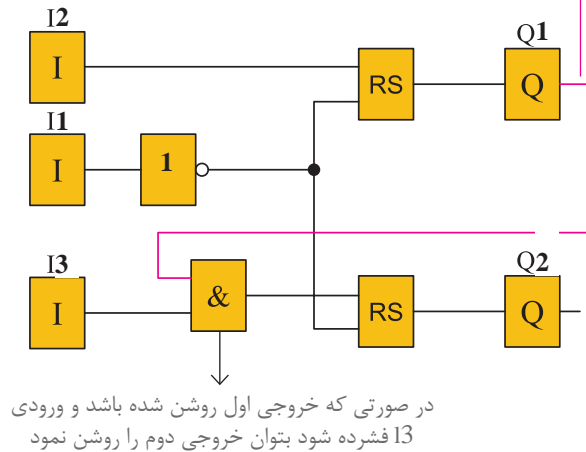 I2
I
RS
Q1
Q
I1
I
1
I3
I
&
RS
Q2
Q
در صورتی که خروجی اول روشن شده باشد و ورودی
I3 فشرده شود بتوان خروجی دوم را روشن نمود